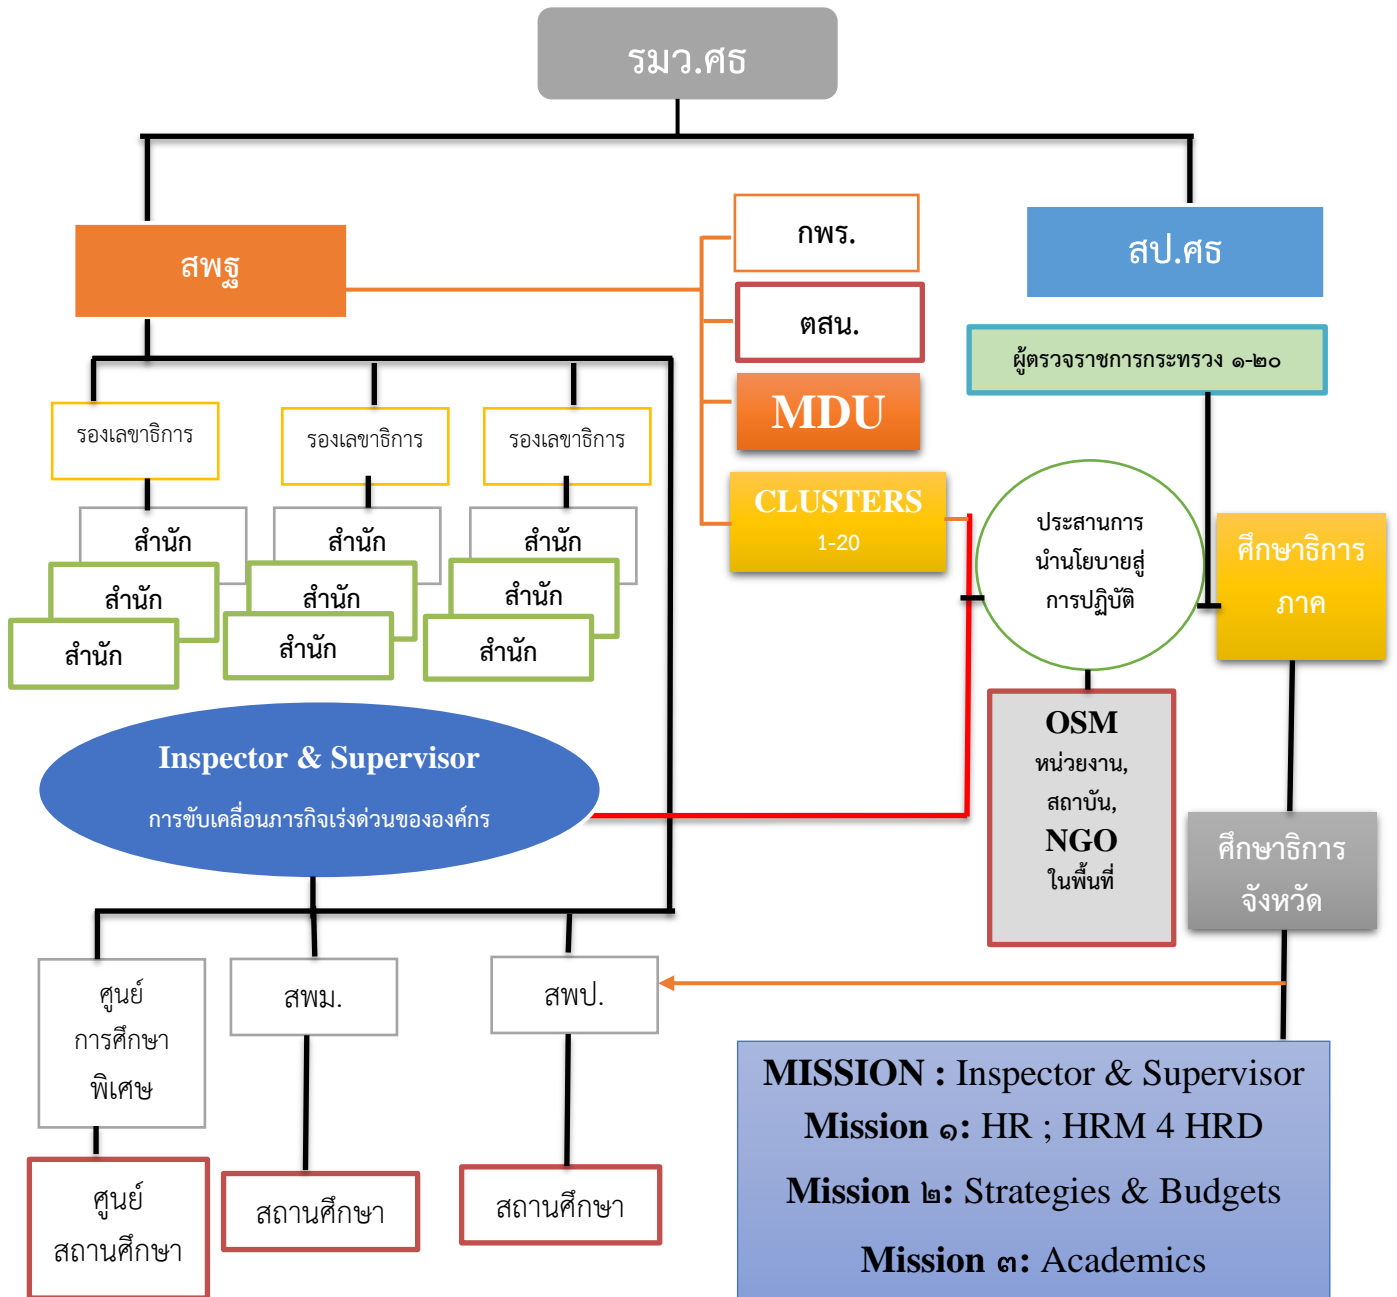 รมว.ศธ
สพฐ
กพร.
สป.ศธ
ตสน.
ผู้ตรวจราชการกระทรวง ๑-๒๐
MDU
รองเลขาธิการ
รองเลขาธิการ
รองเลขาธิการ
CLUSTERS
1-20
สำนัก
สำนัก
สำนัก
สำนัก
สำนัก
สำนัก
สำนัก
สำนัก
สำนัก
ประสานการ
นำนโยบายสู่
การปฏิบัติ
ศึกษาธิการ
ภาค
Inspector & Supervisor
การขับเคลื่อนภารกิจเร่งด่วนขององค์กร
OSM
หน่วยงาน,
สถาบัน,
NGO
ในพื้นที่
ศึกษาธิการ
จังหวัด
ศูนย์
การศึกษา
พิเศษ
สพม.
สพป.
ศูนย์
สถานศึกษา
สถานศึกษา
สถานศึกษา
MISSION : Inspector & Supervisor
Mission ๑: HR ; HRM 4 HRD
Mission ๒: Strategies & Budgets
Mission ๓: Academics